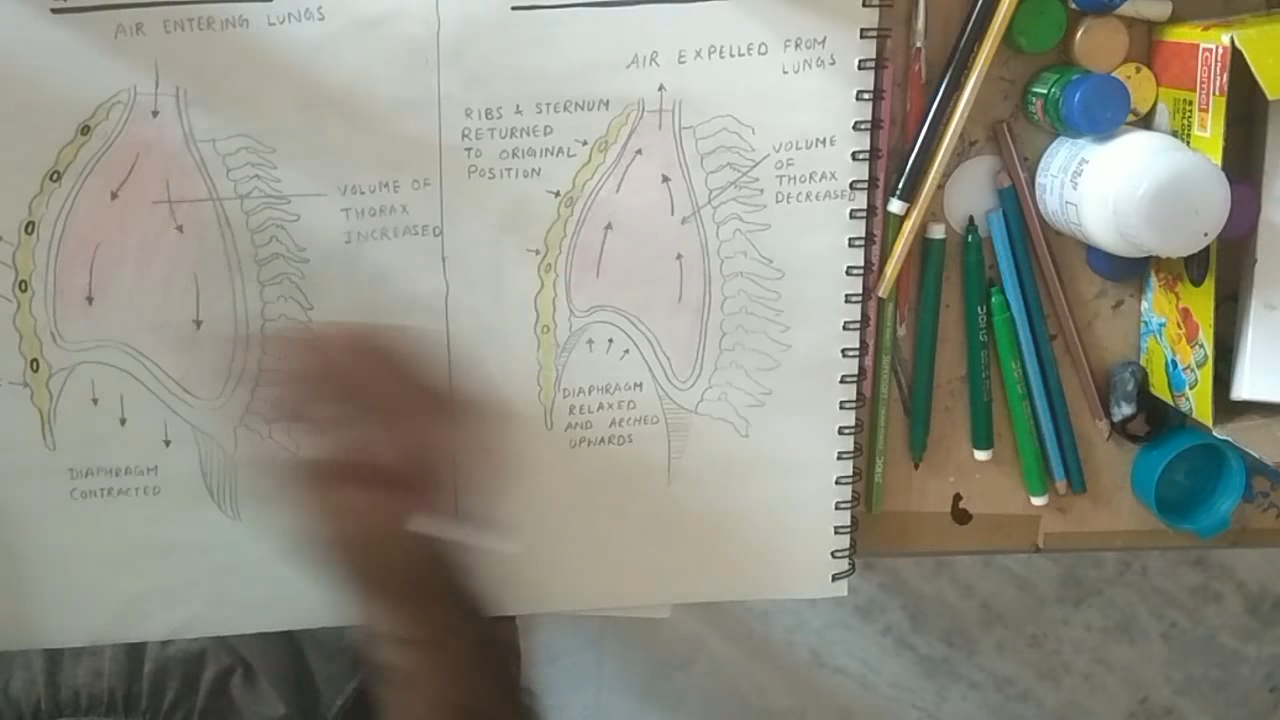 AIR ENTERING LUNGS
VOLUME OF
THORAX
INCREASED
DIAPHRAGM
CONTRACTED
AIR EXPELLED FROM
LUNGS
RIBS & STERNUM
RETURNED
TO ORIGINAL
POSITION
VOLUME
OF
THORAX
DECREASED
DIAPHRAGM
RELAXED
AND ARCHED
UPWARDS
Camel
DOMS